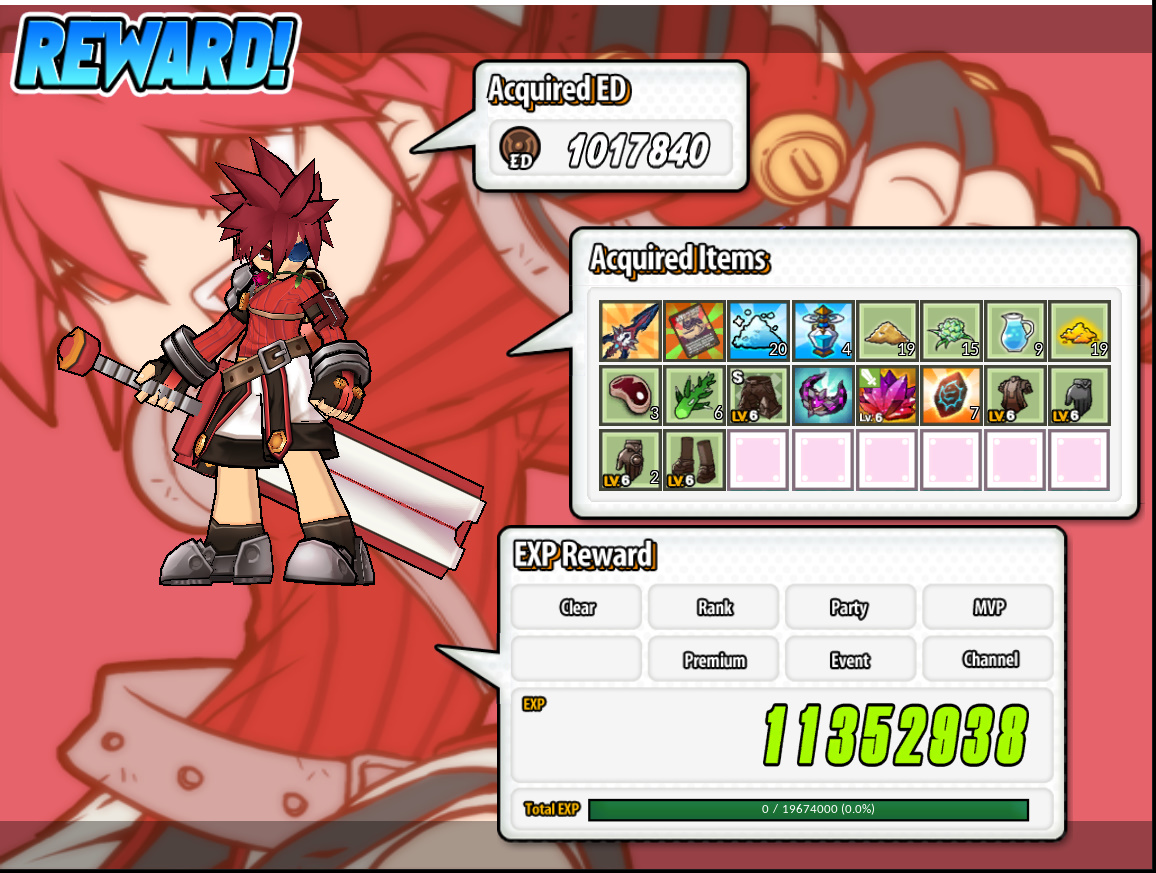 REWARD!
Acquired ED
ED 1017840
Acquired Items
20 4 19 15 9 19
3 6 S LV.6 Lv.6 7 LV.6 LV.6
LV.6 2 LV.6
EXP Reward
Clear Rank Party MVP
Premium Event Channel
EXP
11352938
Total EXP 0 / 19674000 (0.0%)